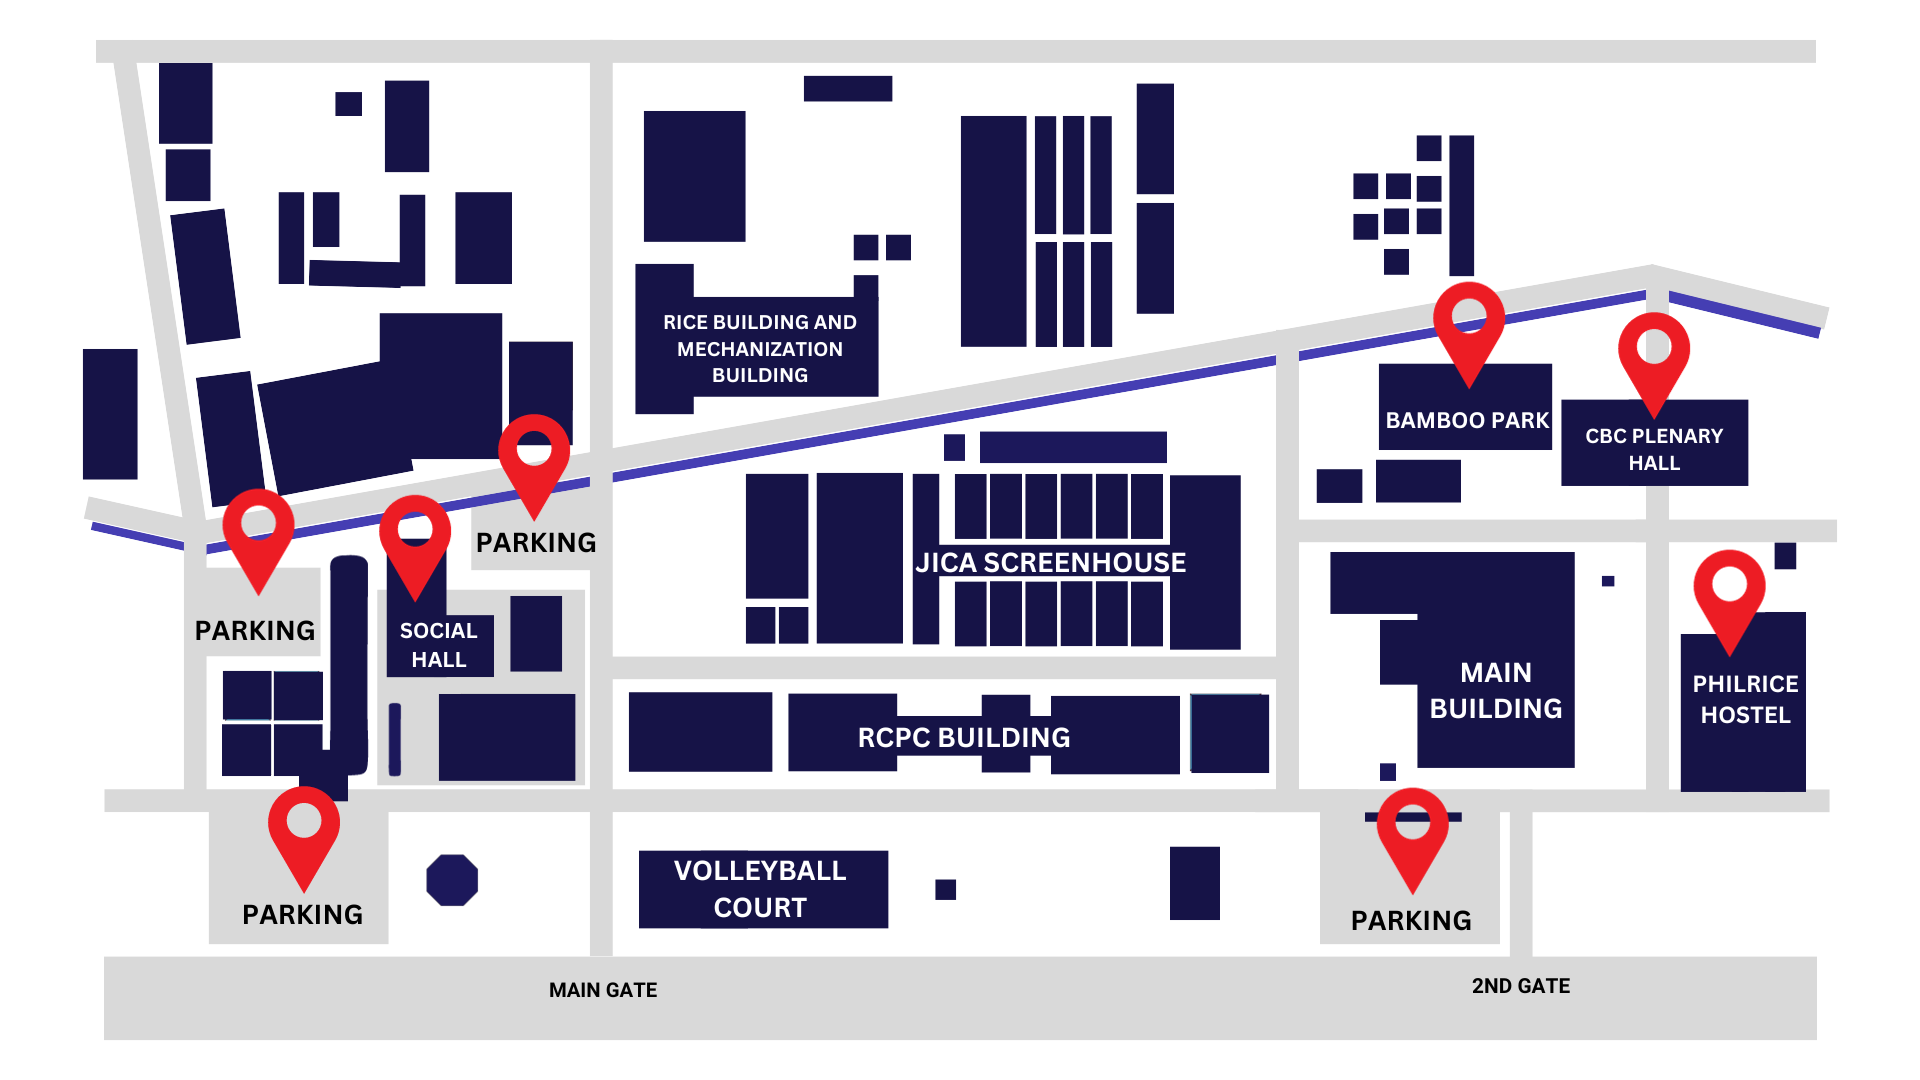 RICE BUILDING AND
MECHANIZATION
BUILDING
BAMBOO PARK
CBC PLENARY
HALL
PARKING
JICA SCREENHOUSE
PARKING
SOCIAL
HALL
MAIN
BUILDING
PHILRICE
HOSTEL
RCPC BUILDING
VOLLEYBALL
COURT
PARKING
PARKING
MAIN GATE
2ND GATE